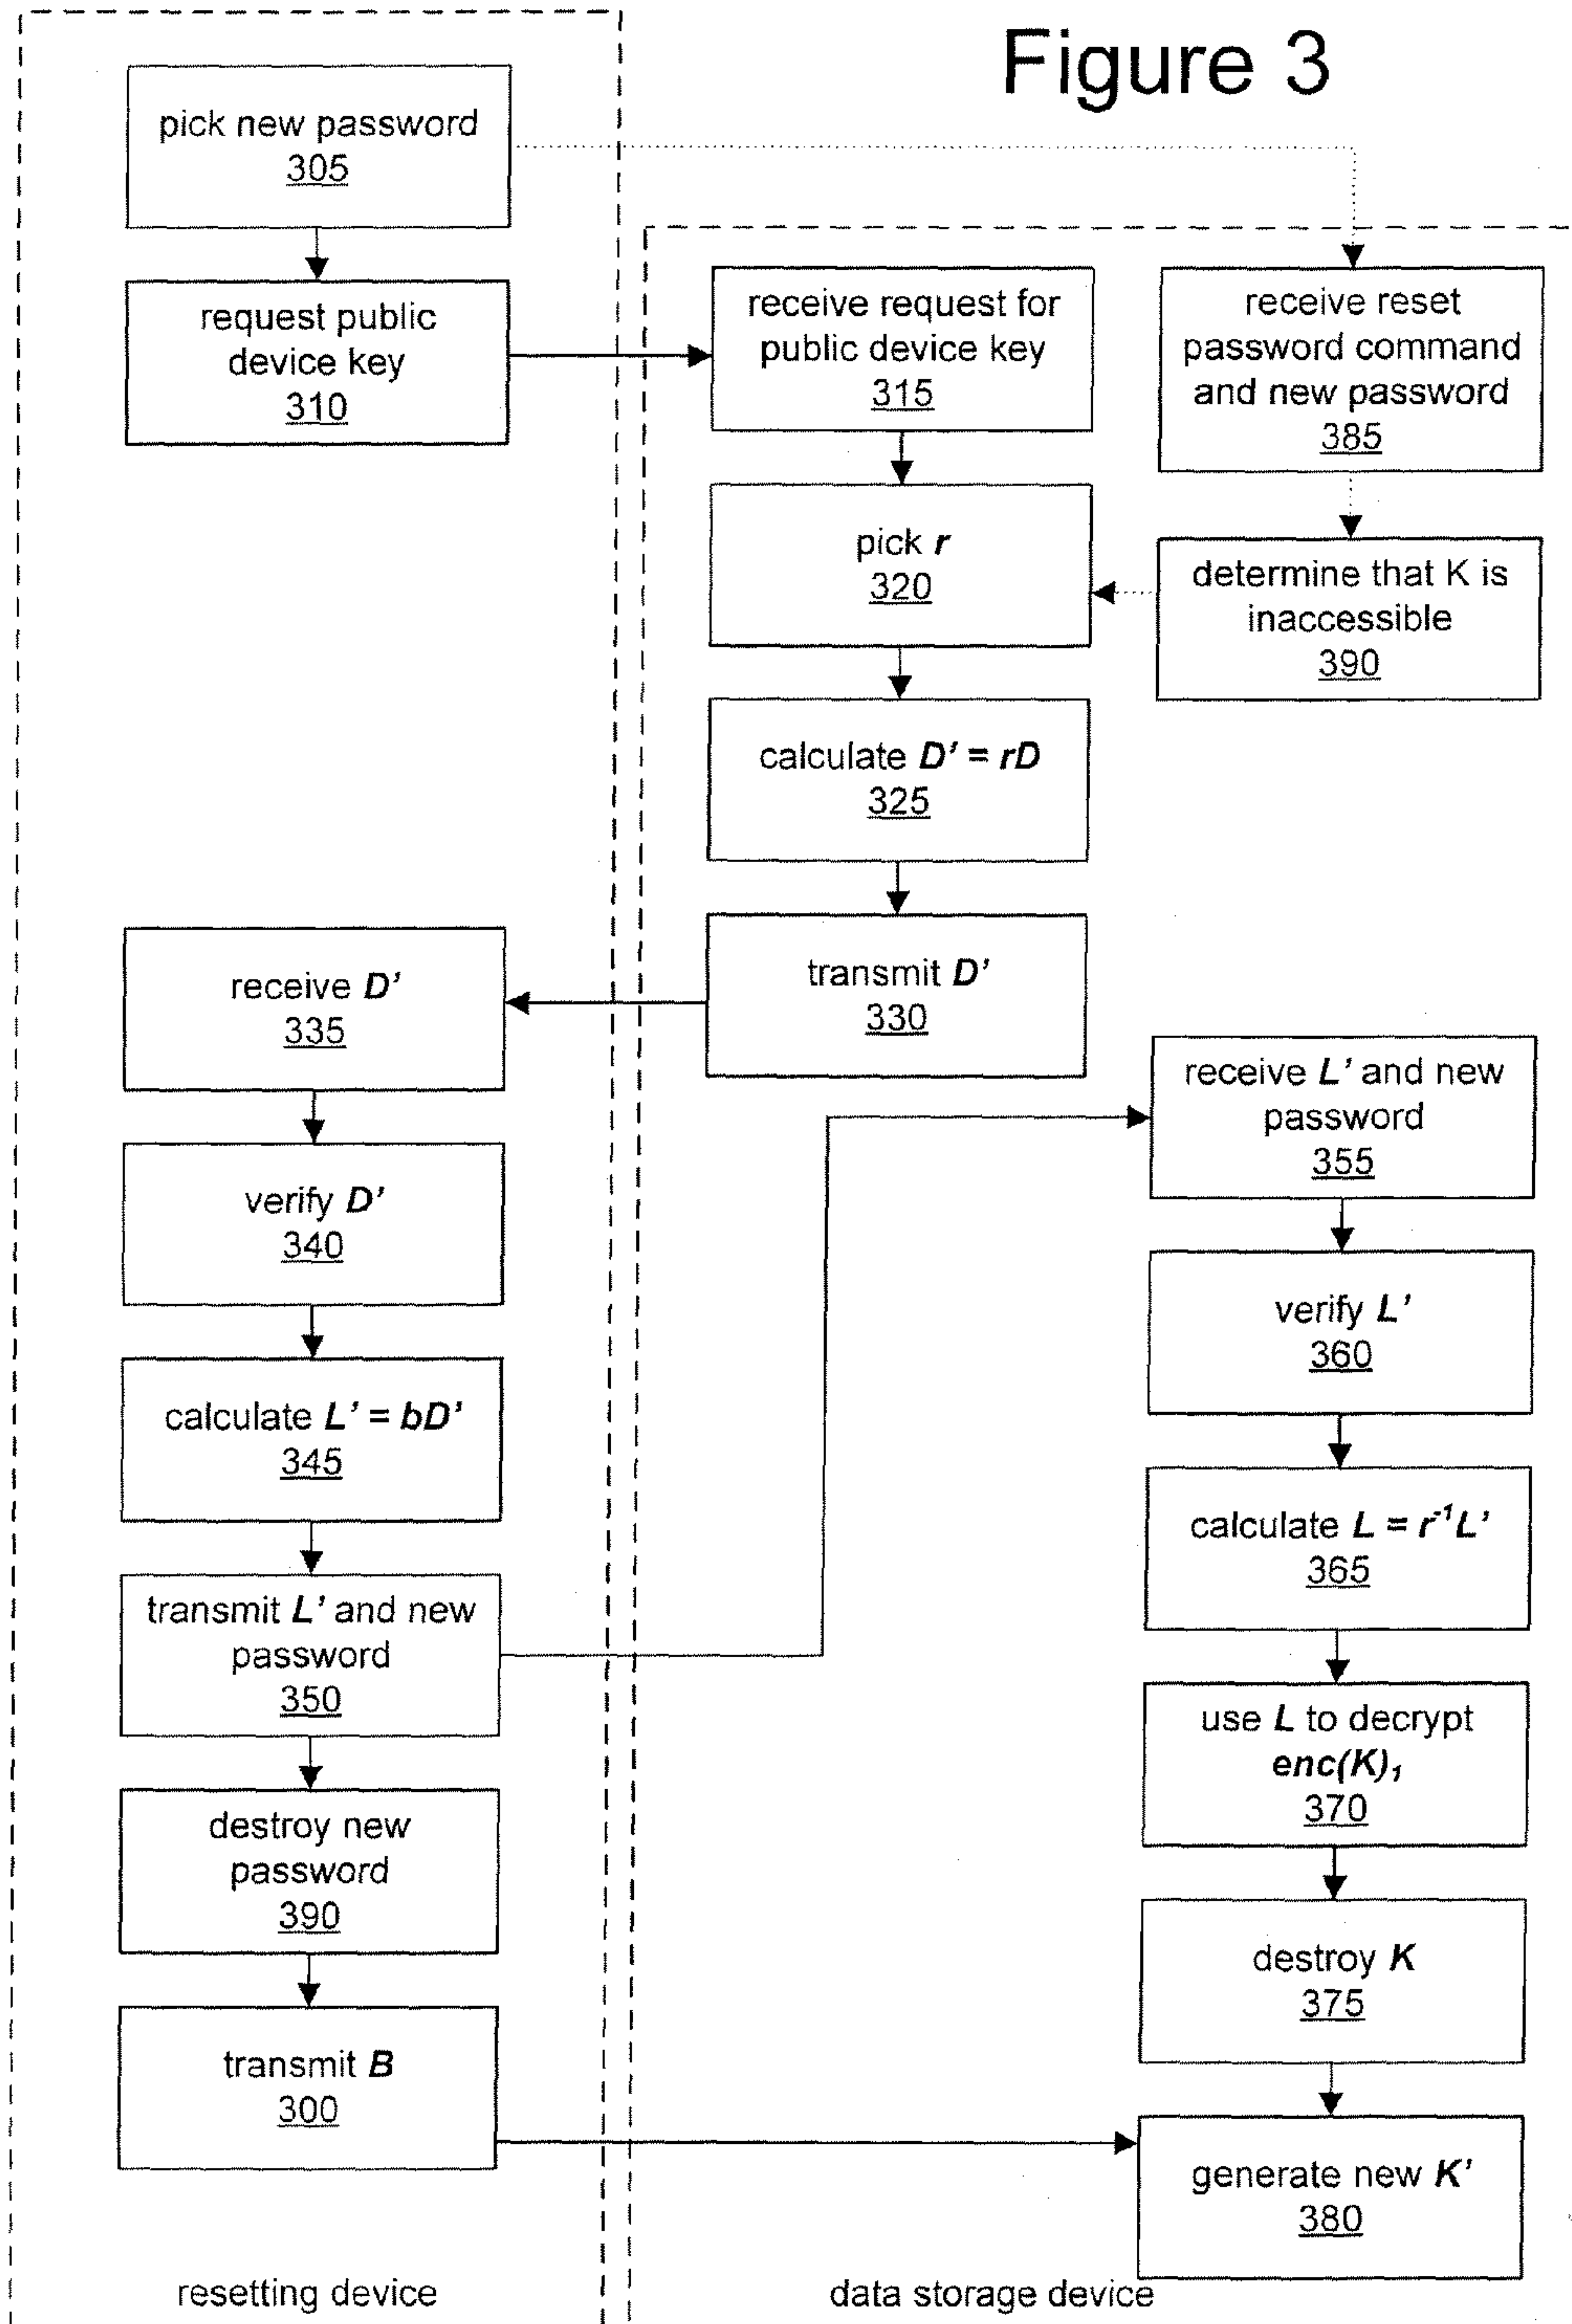 Figure 3
pick new password
305
request public
device key
310
receive request for
public device key
315
receive reset
password command
and new password
385
pick r
320
determine that K is
inaccessible
390
calculate D' = rD
325
transmit D'
330
receive D'
335
verify D'
340
calculate L' = bD'
345
transmit L' and new
password
350
destroy new
password
390
transmit B
300
receive L' and new
password
355
verify L'
360
calculate L = r⁻¹L'
365
use L to decrypt
enc(K)₁
370
destroy K
375
generate new K'
380
resetting device
data storage device